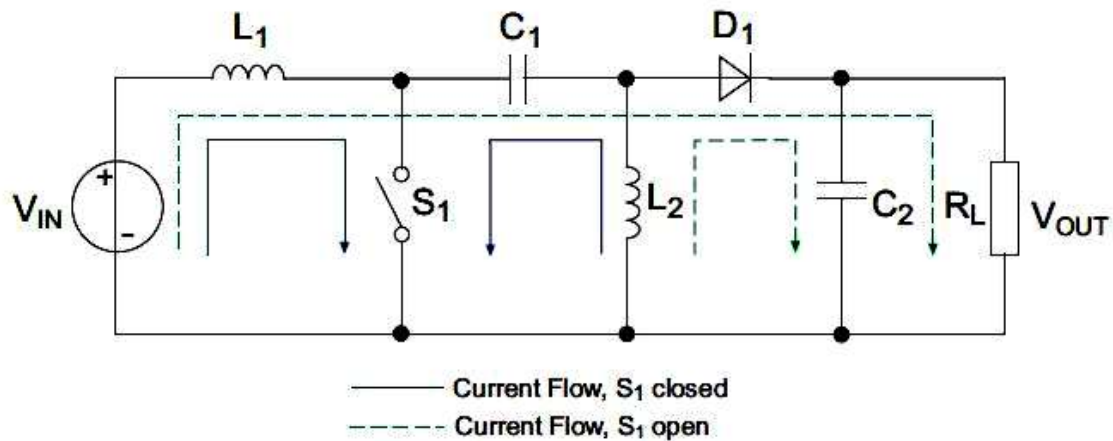 L1
C1
D1
+
VIN
-
S1
L2
C2
RL
VOUT
Current Flow, S1 closed
Current Flow, S1 open